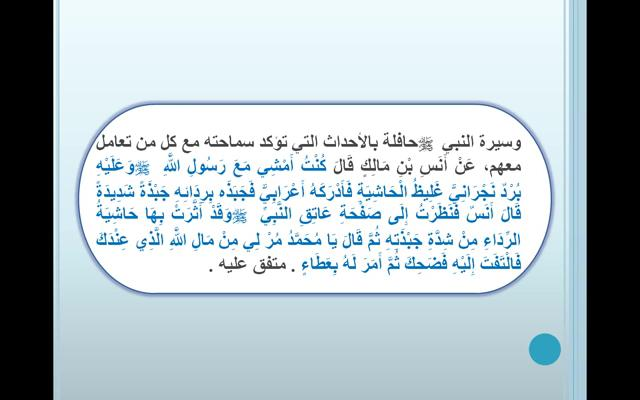 وسيرة النبي ﷺ حافلة بالأحداث التي تؤكد سماحته مع كل من تعامل
معهم، عَنْ أَنَسِ بْنِ مَالِكٍ قَالَ كُنْتُ أَمْشِي مَعَ رَسُولِ اللَّهِ ﷺ وَعَلَيْهِ
بُرْدٌ نَجْرَانِيٌّ غَلِيظُ الْحَاشِيَةِ فَأَدْرَكَهُ أَعْرَابِيٌّ فَجَبَذَه بِرِدَائِهِ جَبْذَةً شَدِيدَةً
قَالَ أَنَسٌ فَنَظَرْتُ إِلَى صَفْحَةِ عَاتِقِ النَّبِيِّ ﷺ وَقَدْ أَثَّرَتْ بِهَا حَاشِيَةُ
الرِّدَاءِ مِنْ شِدَّةِ جَبْذَتِهِ ثُمَّ قَالَ يَا مُحَمَّدُ مُرْ لِي مِنْ مَالِ اللَّهِ الَّذِي عِنْدَكَ
فَالْتَفَتَ إِلَيْهِ فَضَحِكَ ثُمَّ أَمَرَ لَهُ بِعَطَاءٍ . متفق عليه .